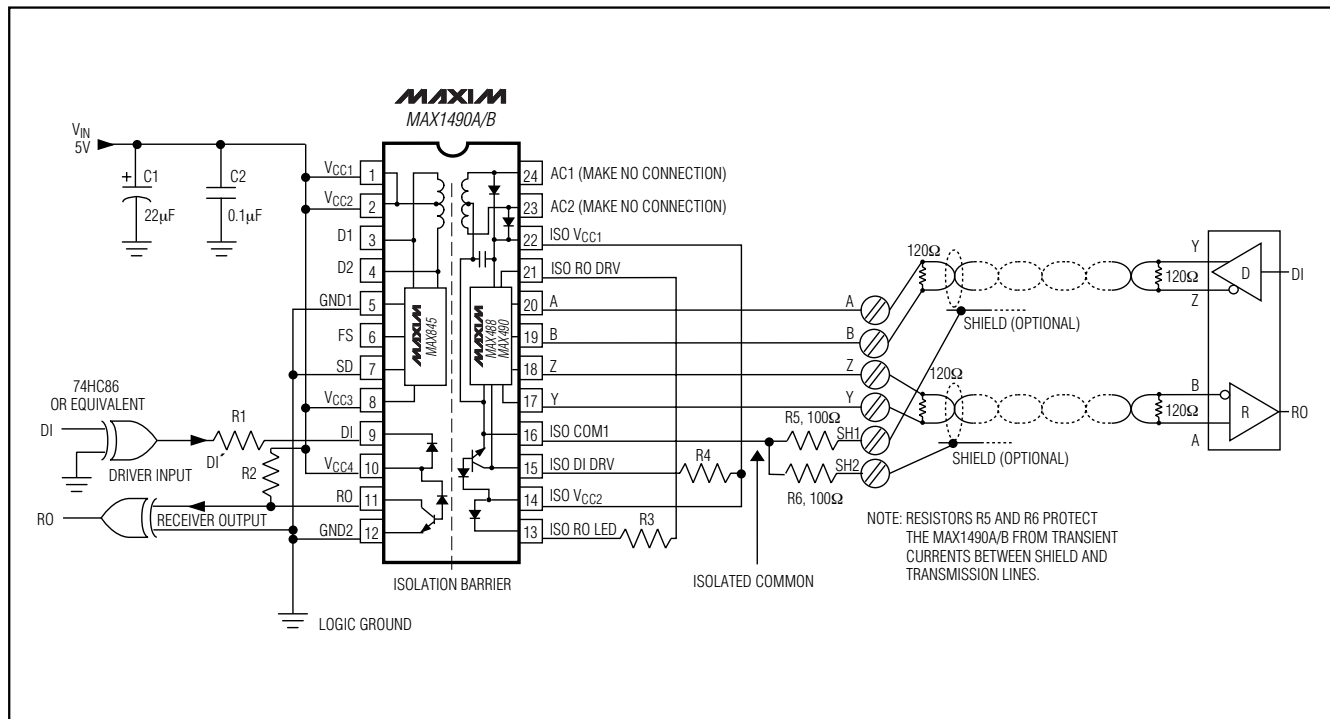 MAXIM
MAX1490A/B
VIN
5V
C1
22µF
C2
0.1µF
+
VCC1
VCC2
D1
D2
GND1
FS
SD
VCC3
DI
VCC4
RO
GND2
1
2
3
4
5
6
7
8
9
10
11
12
MAXIM
MAX845
MAXIM
MAX488
MAX490
24
23
22
21
20
19
18
17
16
15
14
13
AC1 (MAKE NO CONNECTION)
AC2 (MAKE NO CONNECTION)
ISO VCC1
ISO RO DRV
A
B
Z
Y
ISO COM1
ISO DI DRV
ISO VCC2
ISO RO LED
R4
R3
ISOLATION BARRIER
74HC86
OR EQUIVALENT
DI
R1
DI´
DRIVER INPUT
R2
RO
RECEIVER OUTPUT
LOGIC GROUND
ISOLATED COMMON
A
B
Z
Y
R5, 100Ω
SH1
SH2
R6, 100Ω
120Ω
SHIELD (OPTIONAL)
120Ω
Y
Z
D
DI
120Ω
SHIELD (OPTIONAL)
120Ω
B
A
R
RO
NOTE: RESISTORS R5 AND R6 PROTECT
THE MAX1490A/B FROM TRANSIENT
CURRENTS BETWEEN SHIELD AND
TRANSMISSION LINES.